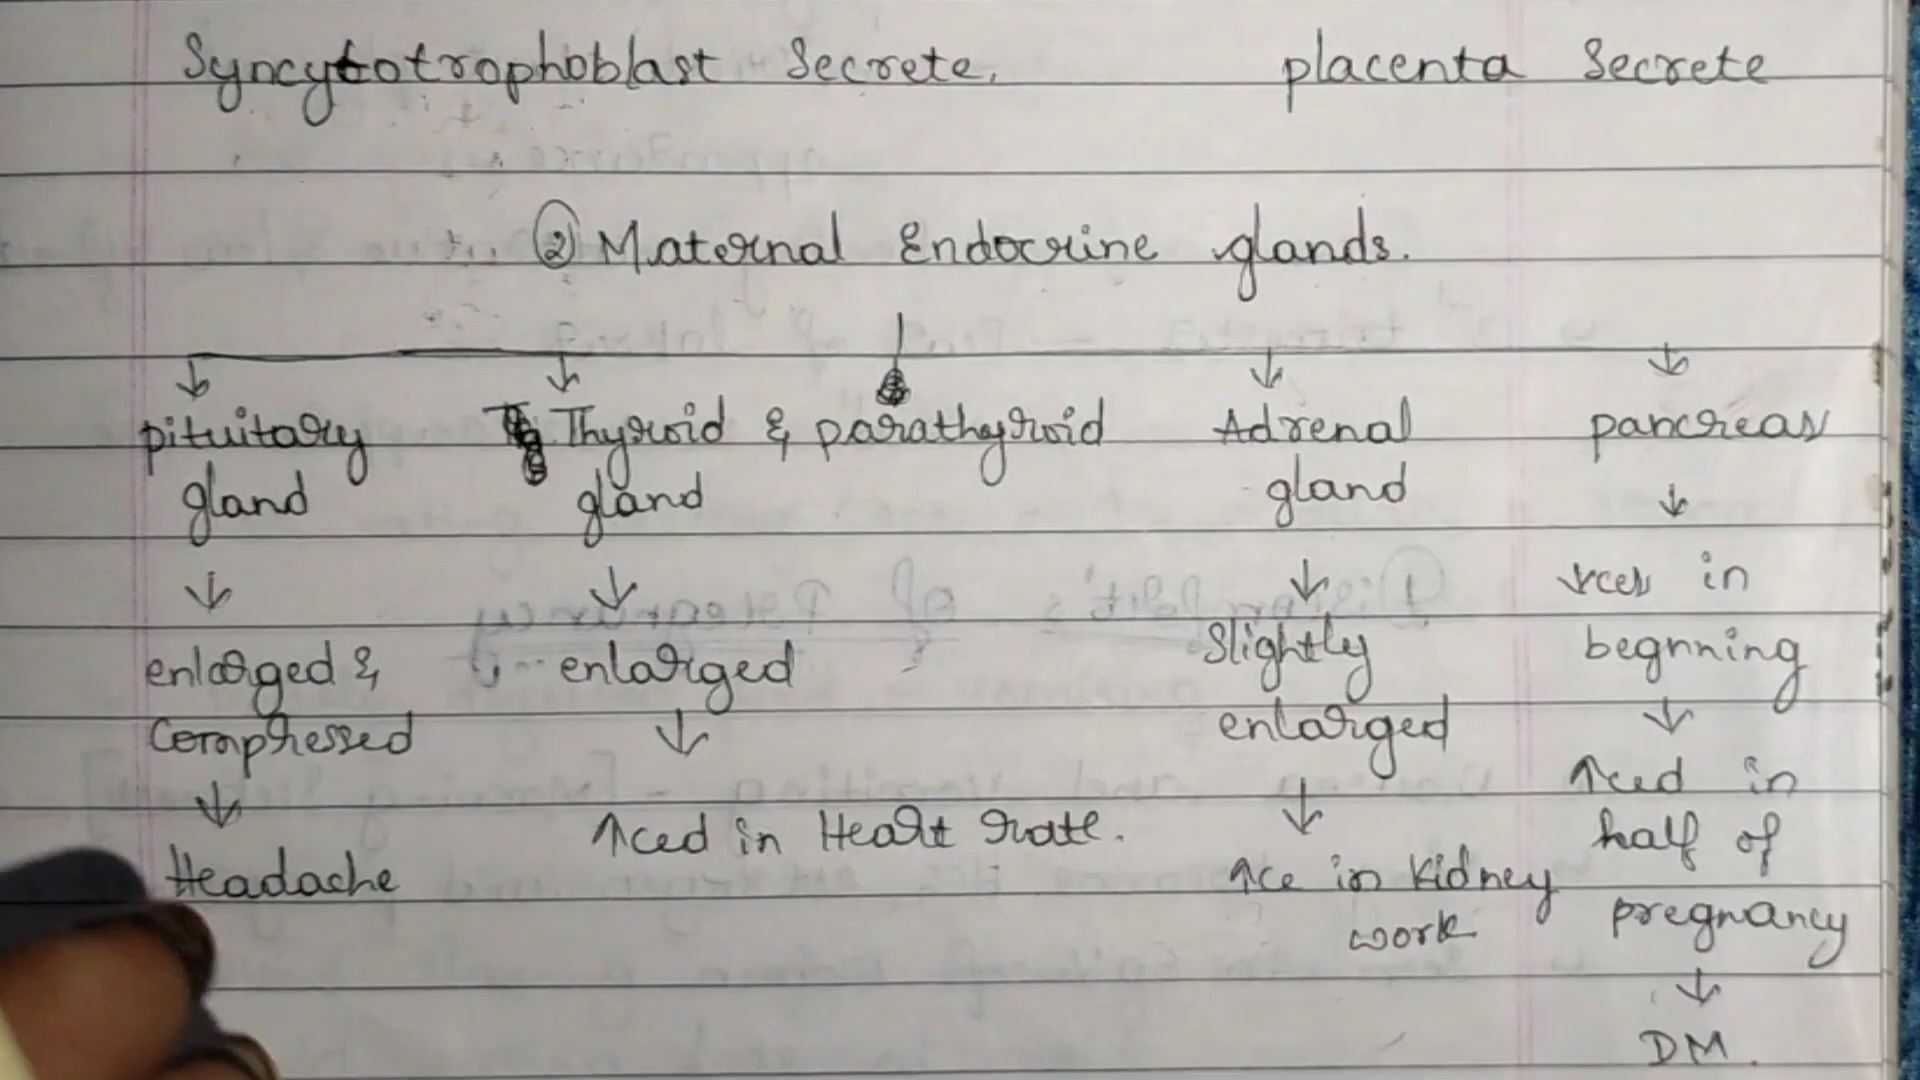 Syncytotrophoblast Secrete. placenta Secrete
② Maternal Endocrine glands.
↓ ↓ ↓ ↓
pituitary gland
↓
enlarged &
Compressed
↓
Headache
Thyroid & parathyroid
gland
↓
enlarged
↓
↑ced in Heart rate.
Adrenal
gland
↓
Slightly
enlarged
↓
↑ce in Kidney
work
pancreas
↓
↓ces in
begnning
↓
↑ced in
half of
pregnancy
↓
DM.